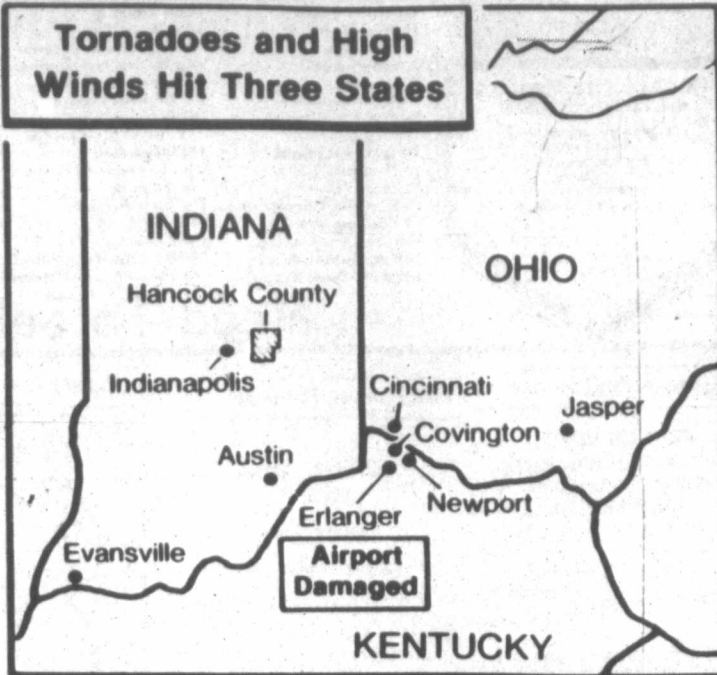 Tornadoes and High
Winds Hit Three States
INDIANA
OHIO
Hancock County
Indianapolis
Cincinnati
Jasper
Covington
Austin
Newport
Erlanger
Evansville
Airport
Damaged
KENTUCKY